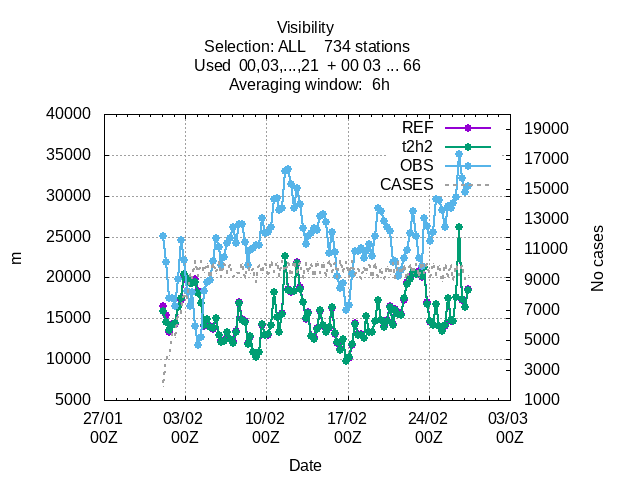 Visibility
Selection: ALL    734 stations
Used  00,03,...,21  + 00 03 ... 66
Averaging window:  6h
40000
35000
30000
25000
20000
15000
10000
5000
m
19000
17000
15000
13000
11000
9000
7000
5000
3000
1000
No cases
REF
t2h2
OBS
CASES
27/01 03/02 10/02 17/02 24/02 03/03
00Z 00Z 00Z 00Z 00Z 00Z
Date